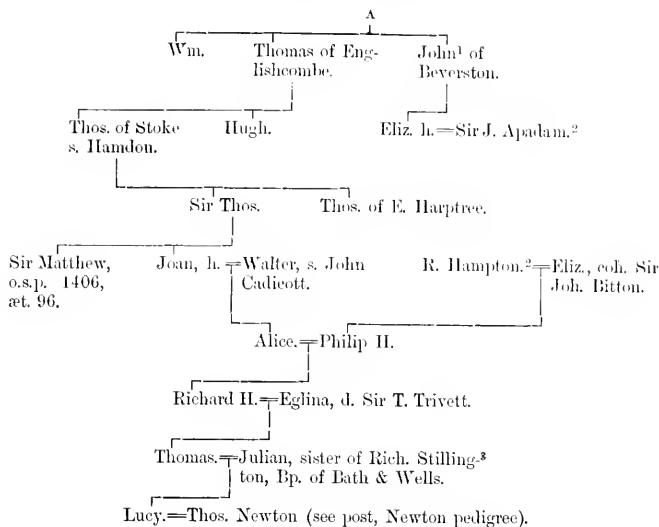 A
Wm. Thomas of Eng- John¹ of
lishcombe. Beverston.
Thos. of Stoke Hugh. Eliz. h.=Sir J. Apadam.²
s. Hamdon.
Sir Thos. Thos. of E. Harptree.
Sir Matthew, Joan, h.=Walter, s. John R. Hampton.²=Eliz., coh. Sir
o.s.p. 1406, Cadicott. Joh. Bitton.
æt. 96.
Alice.=Philip H.
Richard H.=Eglina, d. Sir T. Trivett.
Thomas.=Julian, sister of Rich. Stilling-³
ton, Bp. of Bath & Wells.
Lucy.=Thos. Newton (see post, Newton pedigree).